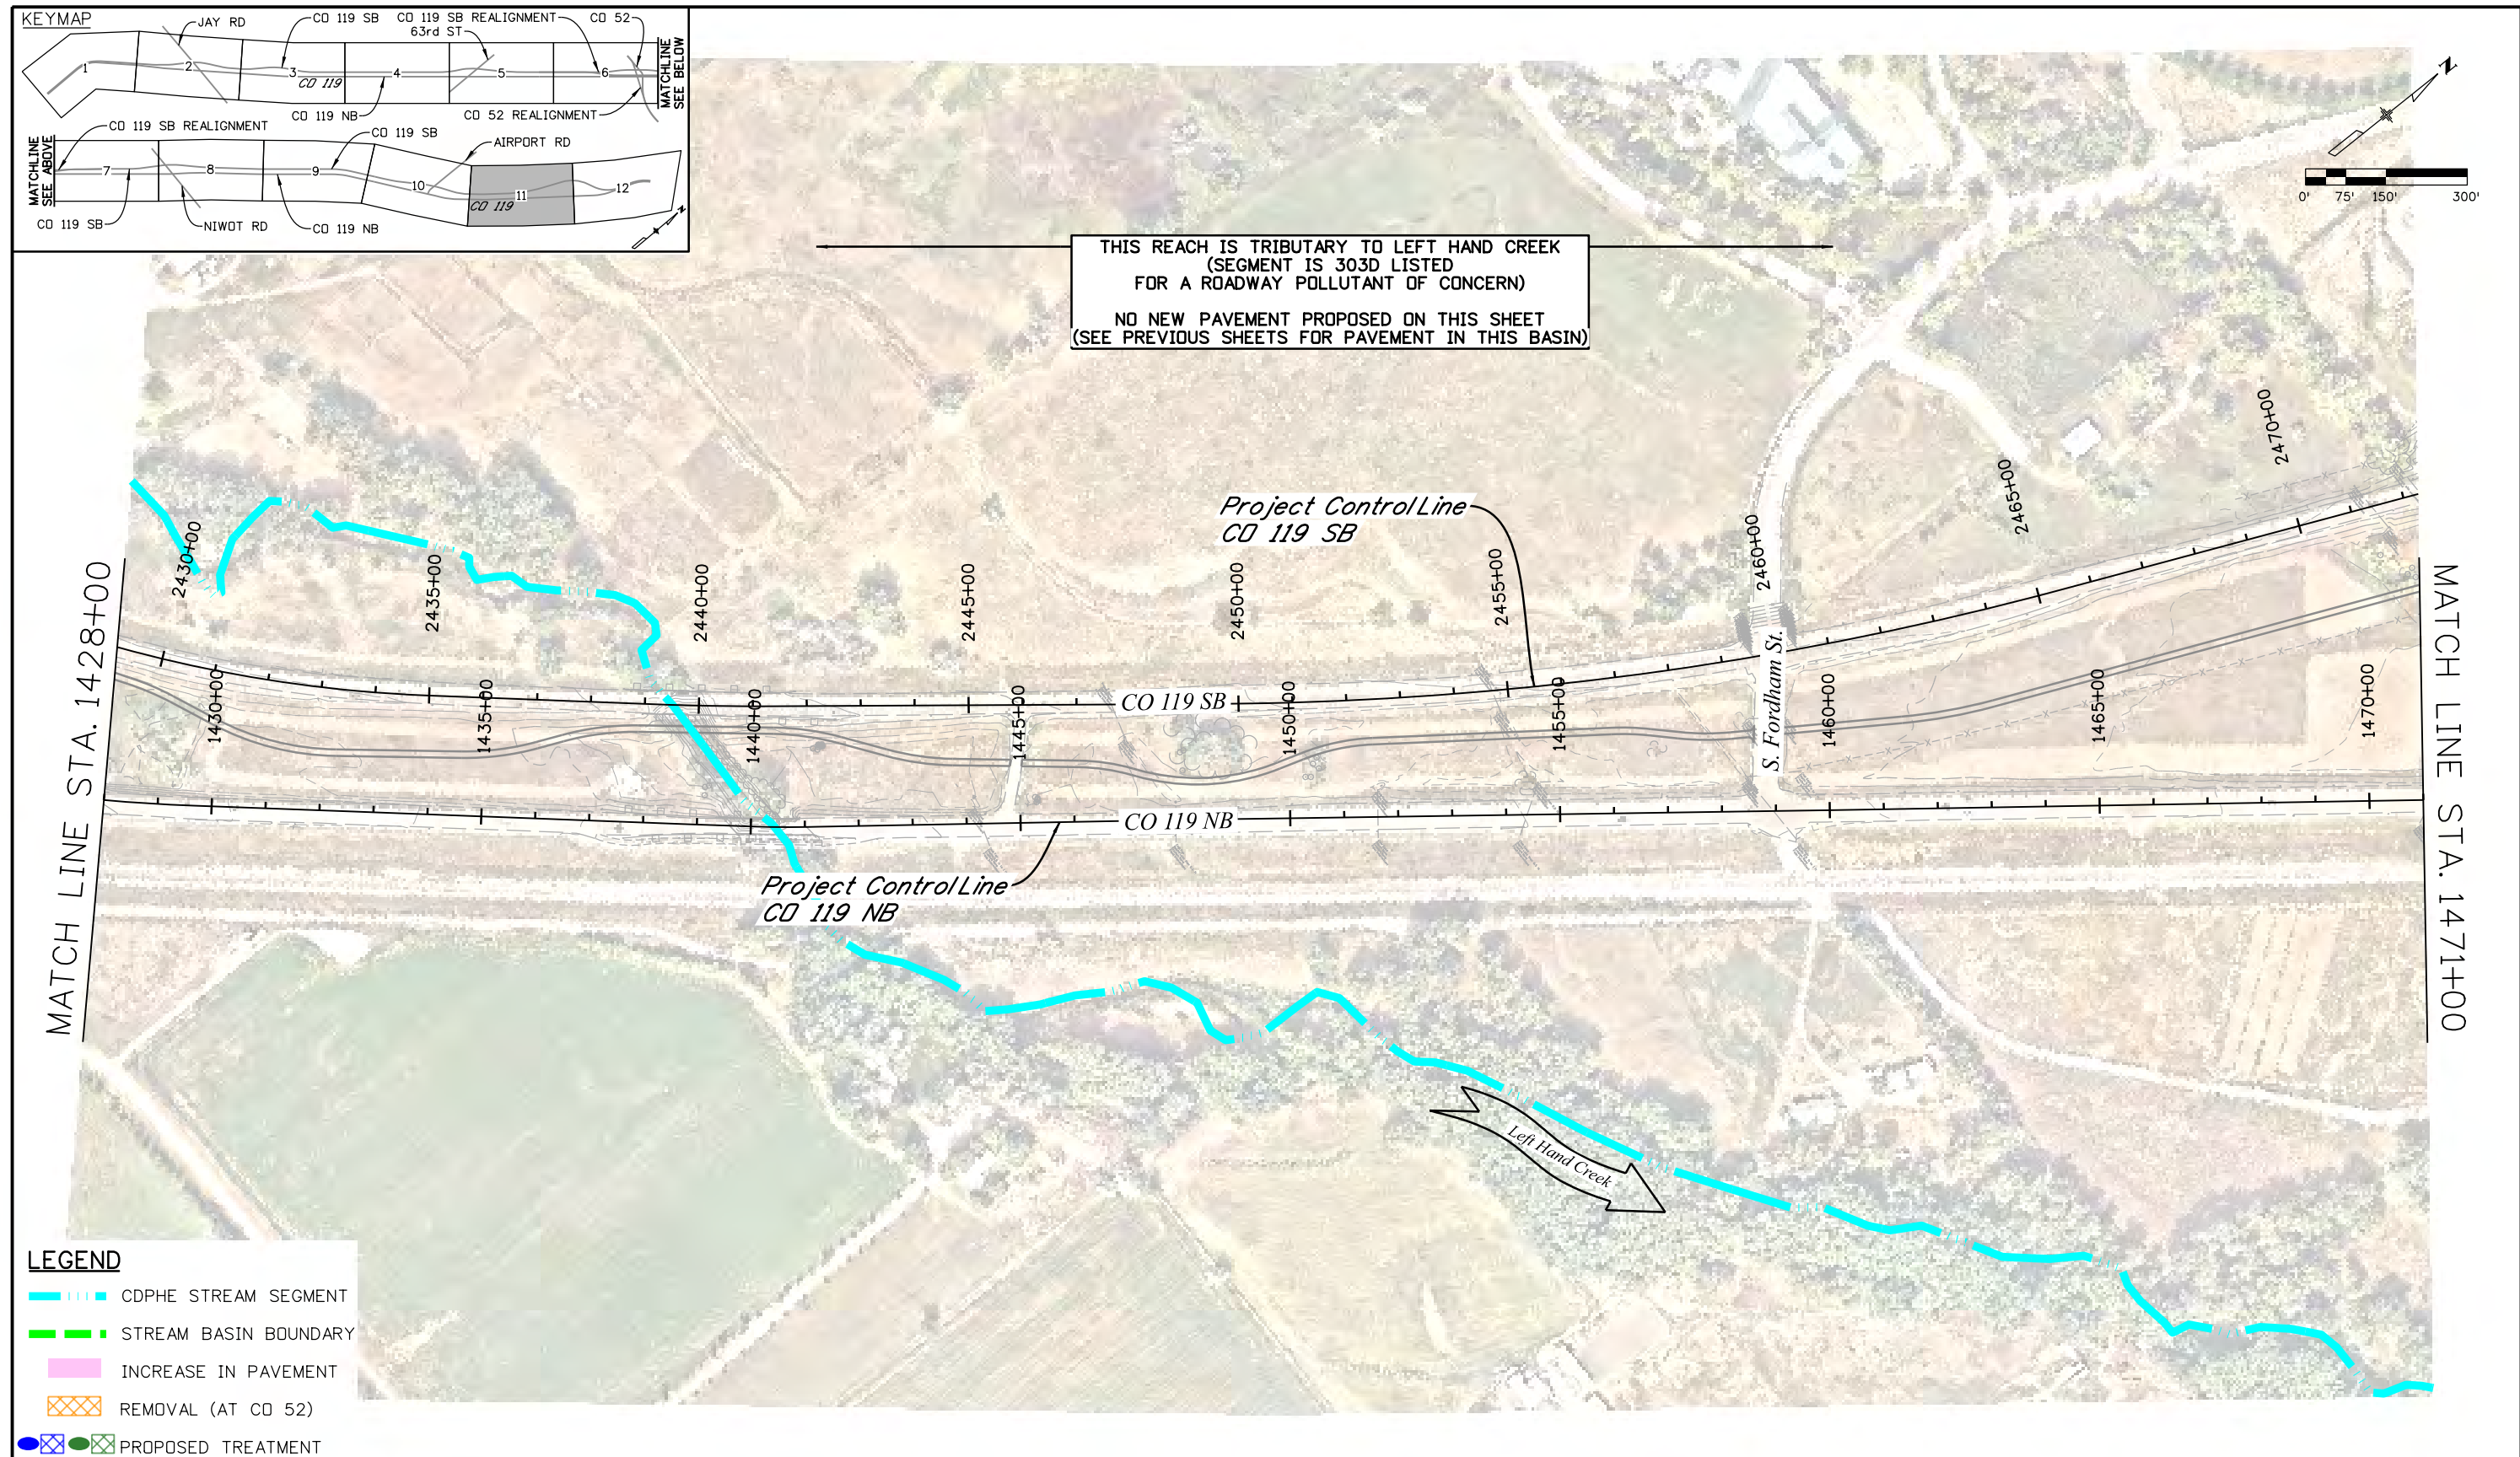 KEYMAP
JAY RD
CO 119 SB
CO 119 SB REALIGNMENT
63rd ST
CO 52
1
2
3
4
5
6
CO 119
CO 119 NB
CO 52 REALIGNMENT
MATCHLINE
SEE BELOW
MATCHLINE
SEE ABOVE
CO 119 SB REALIGNMENT
CO 119 SB
AIRPORT RD
7
8
9
10
11
12
CO 119
CO 119 SB
NIWOT RD
CO 119 NB
N
N
0' 75' 150' 300'
THIS REACH IS TRIBUTARY TO LEFT HAND CREEK
(SEGMENT IS 303D LISTED
FOR A ROADWAY POLLUTANT OF CONCERN)
NO NEW PAVEMENT PROPOSED ON THIS SHEET
(SEE PREVIOUS SHEETS FOR PAVEMENT IN THIS BASIN)
Project Control Line
CO 119 SB
2430+00
2435+00
2440+00
2445+00
2450+00
2455+00
2460+00
2465+00
2470+00
MATCH LINE STA. 1428+00
MATCH LINE STA. 1471+00
CO 119 SB
S. Fordham St.
1430+00
1435+00
1440+00
1445+00
1450+00
1455+00
1460+00
1465+00
1470+00
CO 119 NB
Project Control Line
CO 119 NB
Left Hand Creek
LEGEND
CDPHE STREAM SEGMENT
STREAM BASIN BOUNDARY
INCREASE IN PAVEMENT
REMOVAL (AT CO 52)
PROPOSED TREATMENT